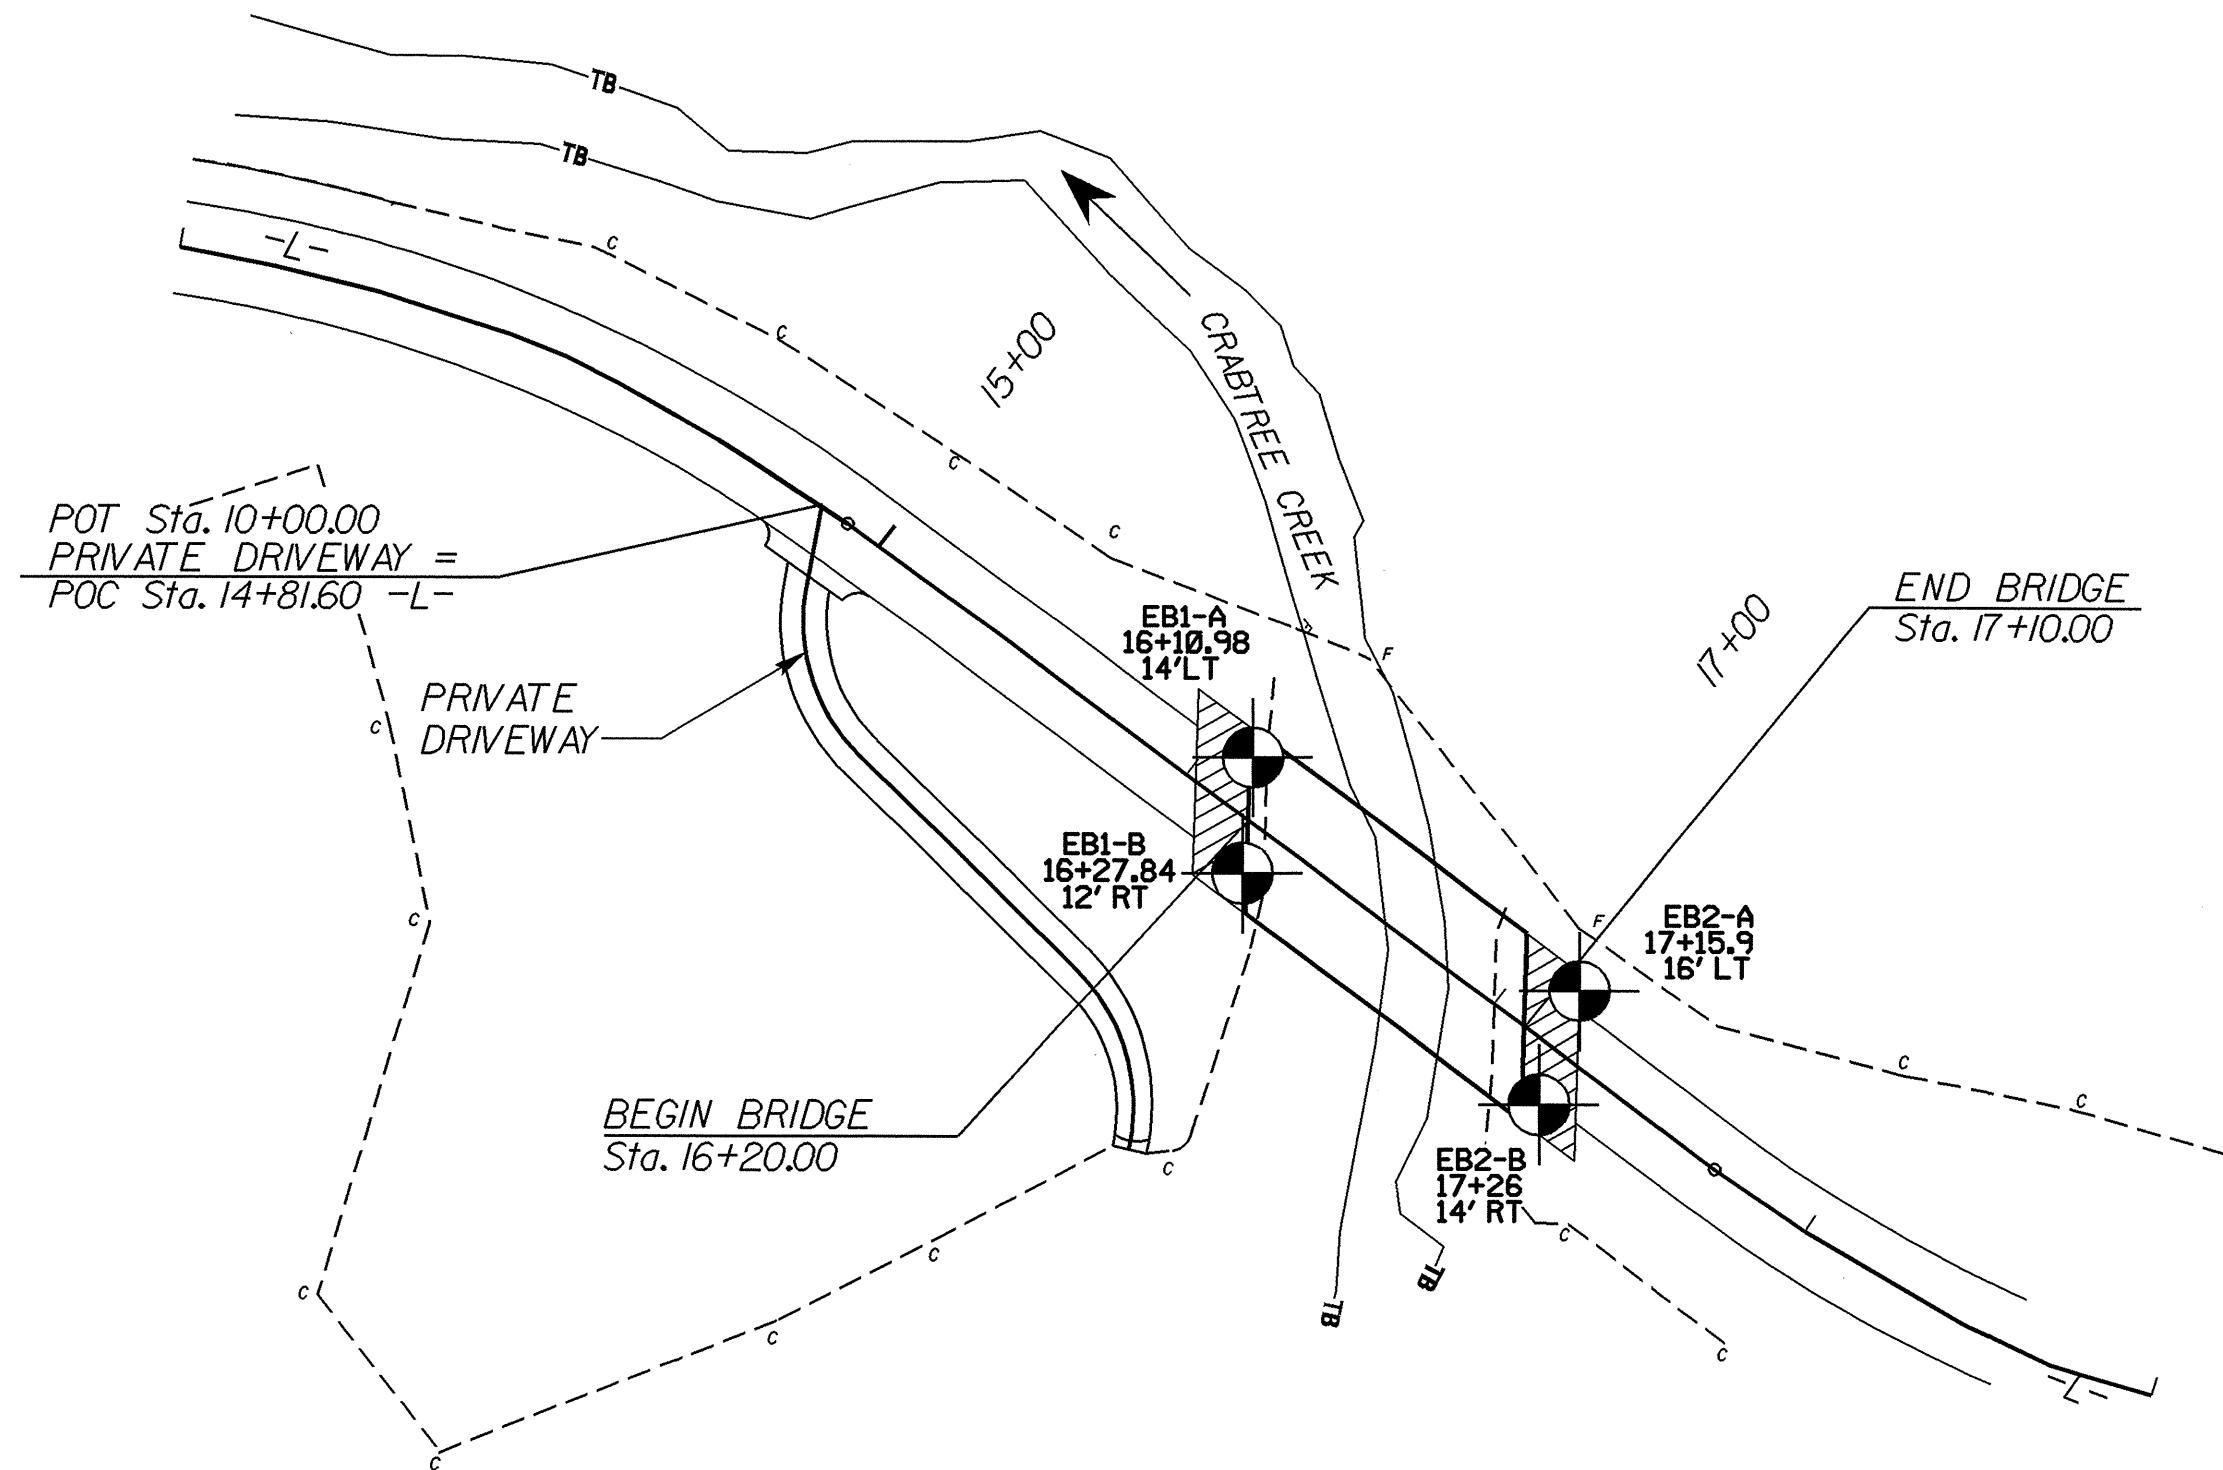 TB
TB
C
-L-
C
15+00
CRABTREE CREEK
C
C
POT Sta. 10+00.00
PRIVATE DRIVEWAY =
POC Sta. 14+81.60 -L-
END BRIDGE
Sta. 17+10.00
17+00
EB1-A
16+10.98
14'LT
F
PRIVATE
DRIVEWAY
C
EB1-B
16+27.84
12' RT
C
F
EB2-A
17+15.9
16' LT
C
C
BEGIN BRIDGE
Sta. 16+20.00
C
EB2-B
17+26
14' RT
C
C
TB
TB
C
C
C
-L-
C